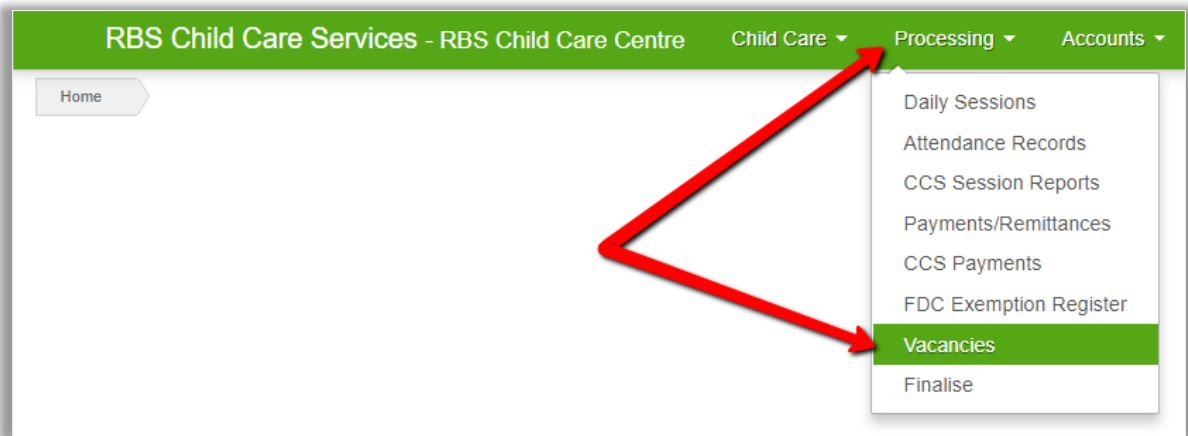 RBS Child Care Services - RBS Child Care Centre Child Care Processing Accounts
Home
Daily Sessions
Attendance Records
CCS Session Reports
Payments/Remittances
CCS Payments
FDC Exemption Register
Vacancies
Finalise